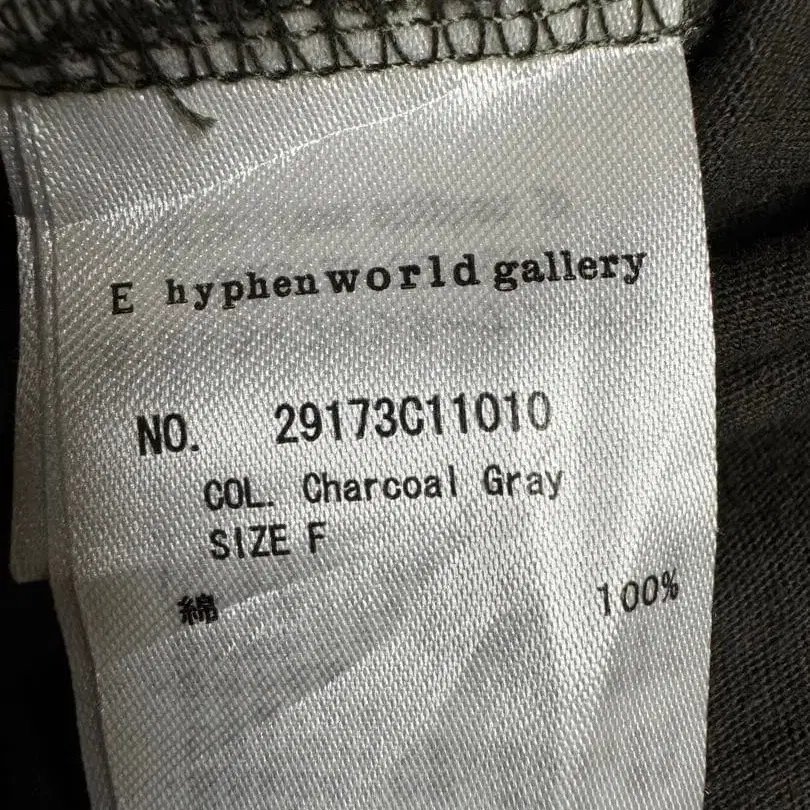 E hyphen world gallery
NO. 29173C11010
COL. Charcoal Gray
SIZE F
綿 100%